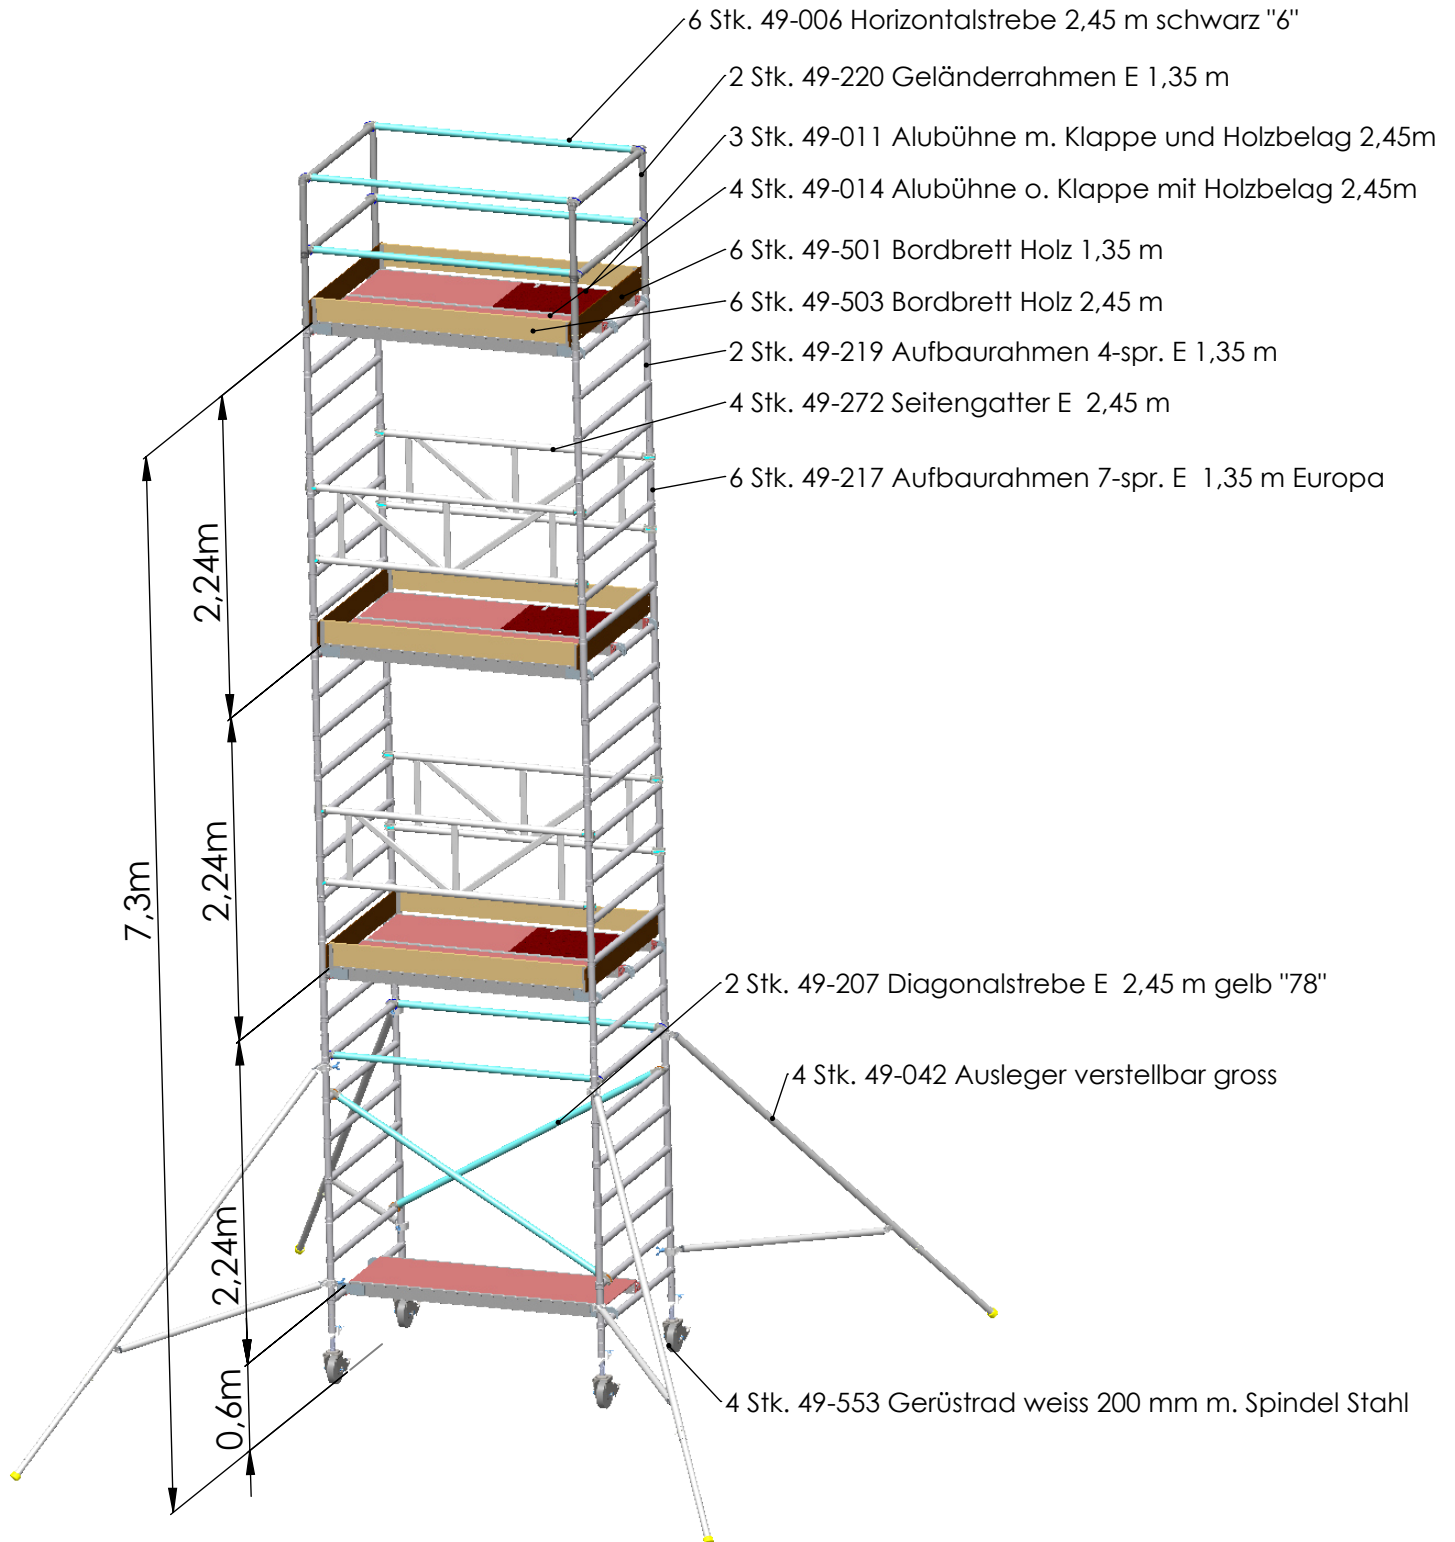 6 Stk. 49-006 Horizontalstrebe 2,45 m schwarz "6"
2 Stk. 49-220 Geländerrahmen E 1,35 m
3 Stk. 49-011 Alubühne m. Klappe und Holzbelag 2,45m
4 Stk. 49-014 Alubühne o. Klappe mit Holzbelag 2,45m
6 Stk. 49-501 Bordbrett Holz 1,35 m
6 Stk. 49-503 Bordbrett Holz 2,45 m
2 Stk. 49-219 Aufbaurahmen 4-spr. E 1,35 m
4 Stk. 49-272 Seitengatter E  2,45 m
6 Stk. 49-217 Aufbaurahmen 7-spr. E  1,35 m Europa
2,24m
2,24m
7,3m
2 Stk. 49-207 Diagonalstrebe E  2,45 m gelb "78"
4 Stk. 49-042 Ausleger verstellbar gross
2,24m
0,6m
4 Stk. 49-553 Gerüstrad weiss 200 mm m. Spindel Stahl